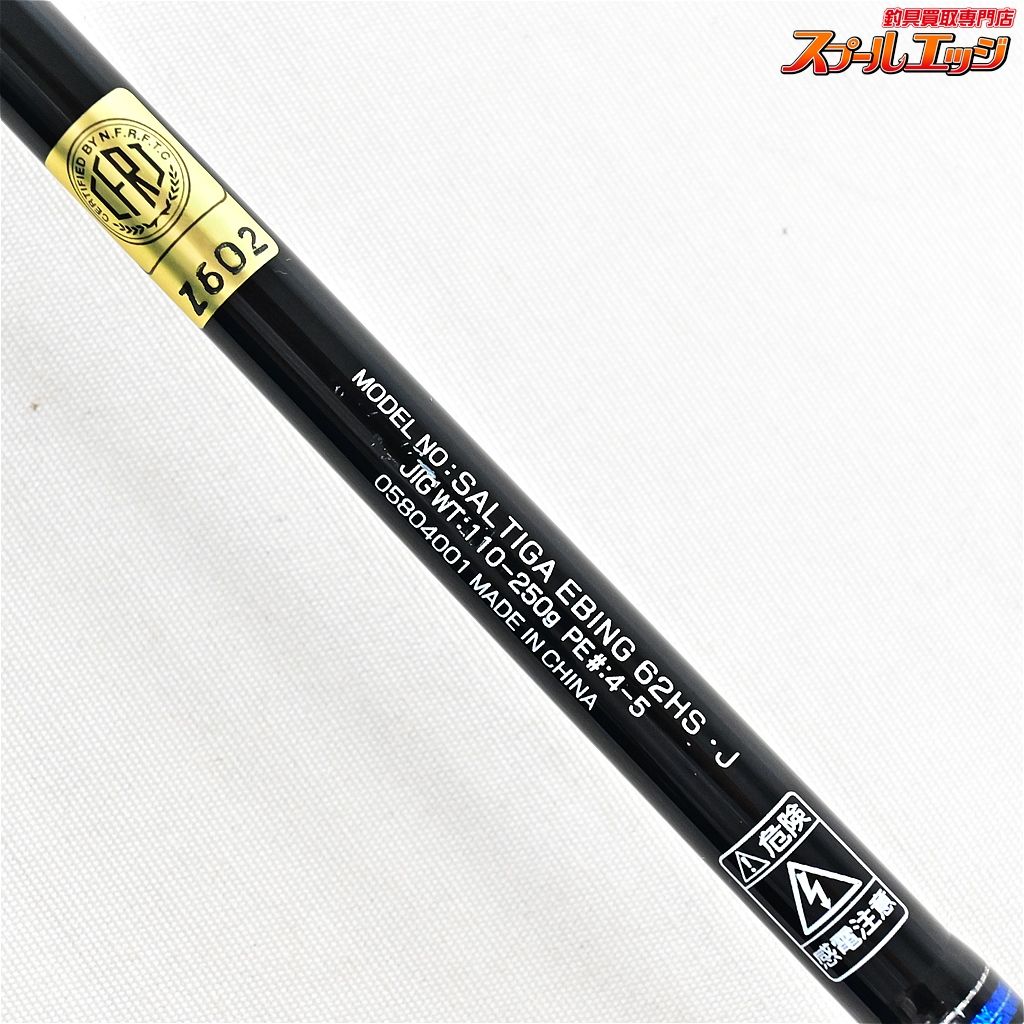 釣具買取専門店
スプールエッジ
CERTIFIED BY N.F.R.F.T.C
CFRJ
Z602
MODEL NO:SALTIGA EBING 62HS ・J
JIG WT:110-250g PE#:4-5
05804001 MADE IN CHINA
危険
感電注意